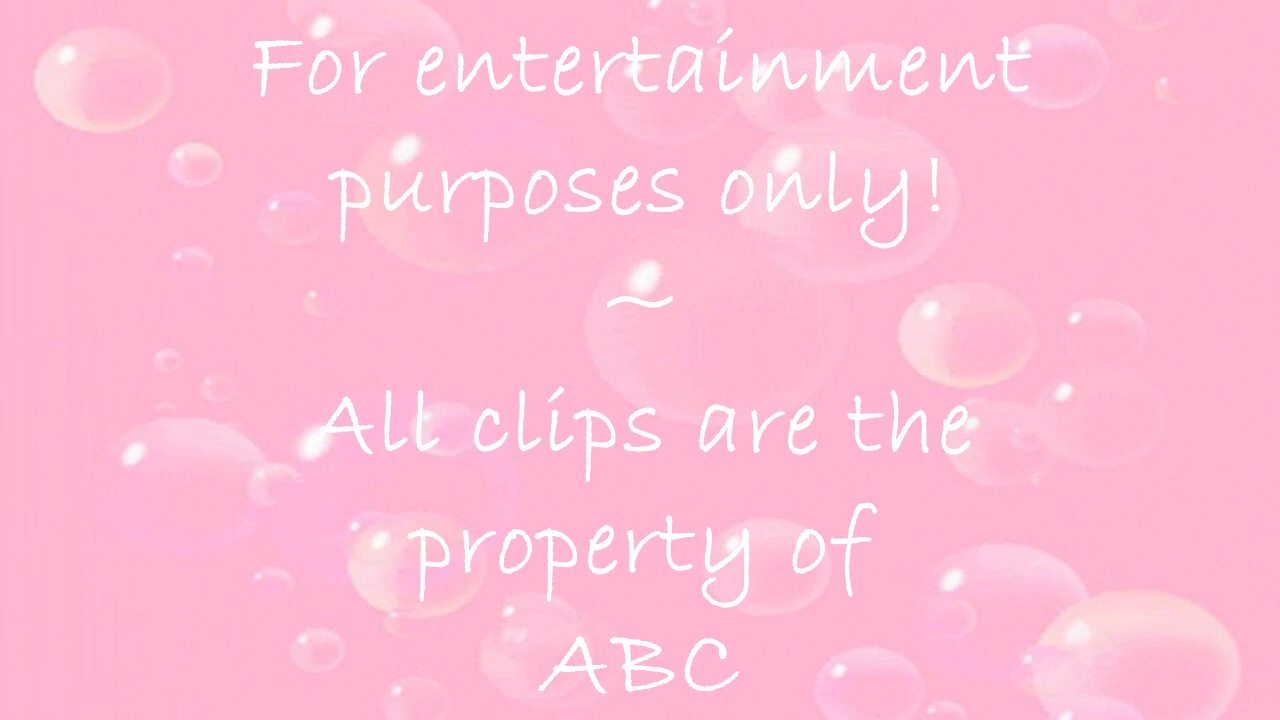 For entertainment
purposes only!
~
All clips are the
property of
ABC